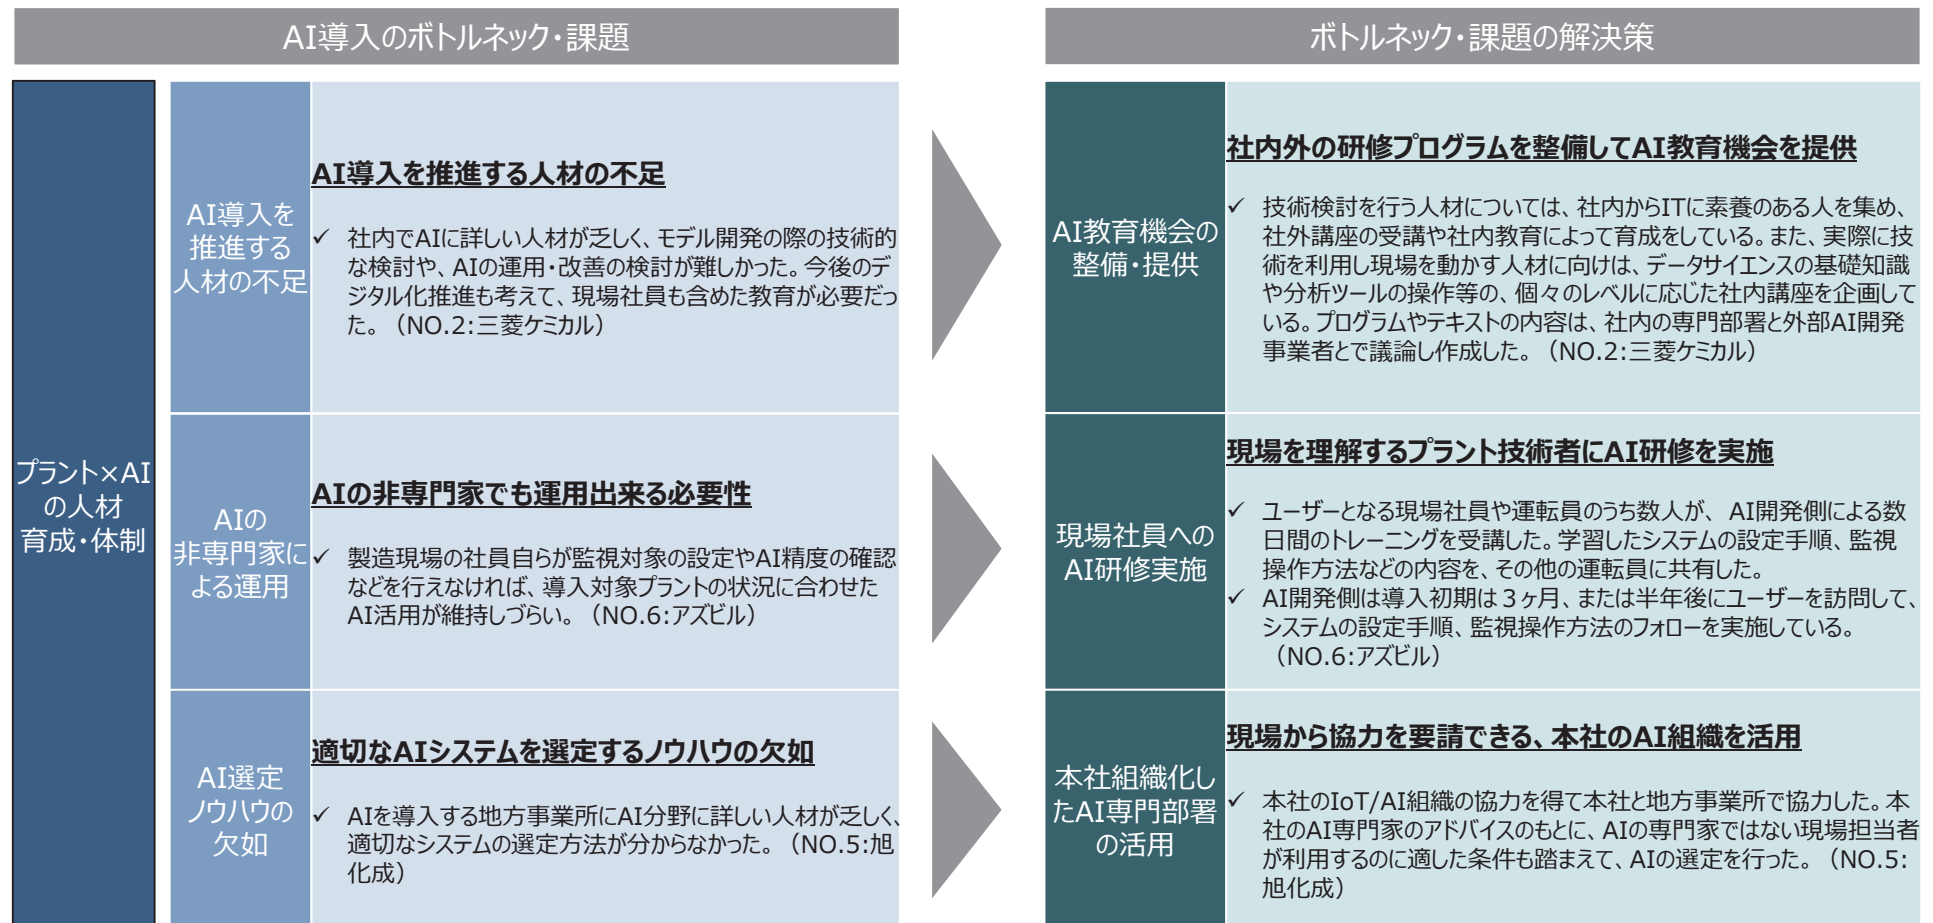 AI導入のボトルネック・課題
ボトルネック・課題の解決策
プラント×AI
の人材
育成・体制
AI導入を
推進する
人材の不足
AI導入を推進する人材の不足
✓ 社内でAIに詳しい人材が乏しく、モデル開発の際の技術的
な検討や、AIの運用・改善の検討が難しかった。今後のデ
ジタル化推進も考えて、現場社員も含めた教育が必要だっ
た。（NO.2:三菱ケミカル）
AI教育機会の
整備・提供
社内外の研修プログラムを整備してAI教育機会を提供
✓ 技術検討を行う人材については、社内からITに素養のある人を集め、
社外講座の受講や社内教育によって育成をしている。また、実際に技
術を利用し現場を動かす人材に向けは、データサイエンスの基礎知識
や分析ツールの操作等の、個々のレベルに応じた社内講座を企画して
いる。プログラムやテキストの内容は、社内の専門部署と外部AI開発
事業者とで議論し作成した。（NO.2:三菱ケミカル）
AIの
非専門家に
よる運用
AIの非専門家でも運用出来る必要性
✓ 製造現場の社員自らが監視対象の設定やAI精度の確認
などを行えなければ、導入対象プラントの状況に合わせた
AI活用が維持しづらい。（NO.6:アズビル）
現場社員への
AI研修実施
現場を理解するプラント技術者にAI研修を実施
✓ ユーザーとなる現場社員や運転員のうち数人が、 AI開発側による数
日間のトレーニングを受講した。学習したシステムの設定手順、監視
操作方法などの内容を、その他の運転員に共有した。
✓ AI開発側は導入初期は３ヶ月、または半年後にユーザーを訪問して、
システムの設定手順、監視操作方法のフォローを実施している。
（NO.6:アズビル）
AI選定
ノウハウの
欠如
適切なAIシステムを選定するノウハウの欠如
✓ AIを導入する地方事業所にAI分野に詳しい人材が乏しく、
適切なシステムの選定方法が分からなかった。（NO.5:旭
化成）
本社組織化し
たAI専門部署
の活用
現場から協力を要請できる、本社のAI組織を活用
✓ 本社のIoT/AI組織の協力を得て本社と地方事業所で協力した。本
社のAI専門家のアドバイスのもとに、AIの専門家ではない現場担当者
が利用するのに適した条件も踏まえて、AIの選定を行った。（NO.5:
旭化成）